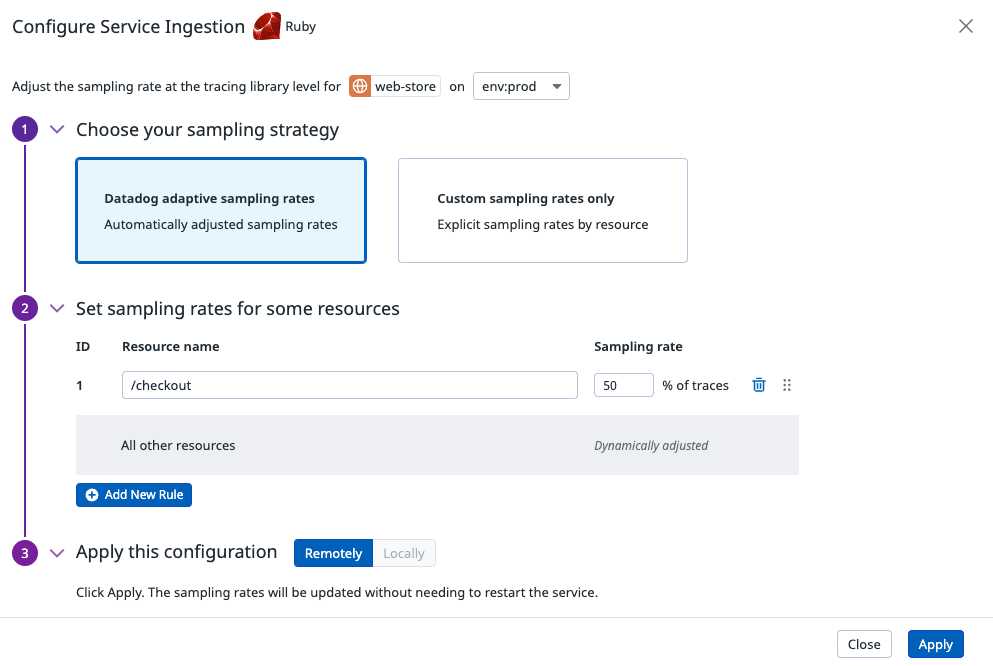 Configure Service Ingestion Ruby
Adjust the sampling rate at the tracing library level for web-store on env:prod
1 Choose your sampling strategy
Datadog adaptive sampling rates
Automatically adjusted sampling rates
Custom sampling rates only
Explicit sampling rates by resource
2 Set sampling rates for some resources
ID Resource name Sampling rate
1 /checkout 50 % of traces
All other resources Dynamically adjusted
Add New Rule
3 Apply this configuration Remotely Locally
Click Apply. The sampling rates will be updated without needing to restart the service.
Close Apply